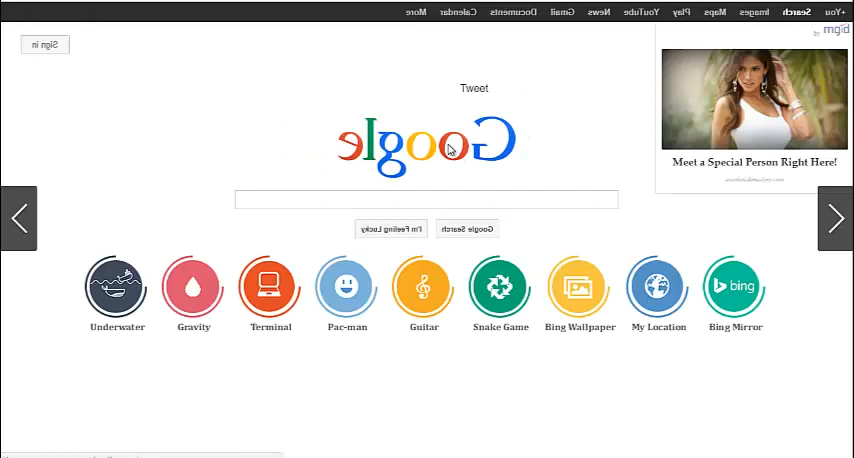 +You Search Images Maps Play YouTube News Gmail Documents Calendar More
Sign in
Tweet
Google
Meet a Special Person Right Here!
Google Search I'm Feeling Lucky
bing
Underwater Gravity Terminal Pac-man Guitar Snake Game Bing Wallpaper My Location Bing Mirror